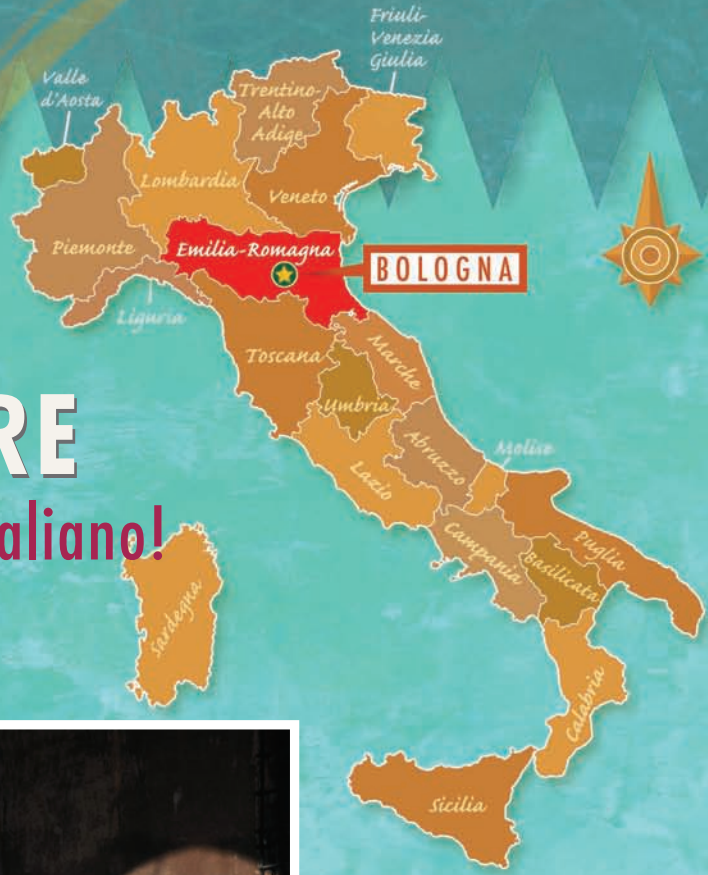 Friuli-
Venezia
Giulia
Valle
d'Aosta
Trentino-
Alto
Adige
Lombardia
Veneto
Piemonte
Emilia-Romagna
BOLOGNA
Liguria
Toscana
Marche
Umbria
RE
Abruzzo
Molise
Lazio
aliano!
Campania
Puglia
Basilicata
Sardegna
Calabria
Sicilia